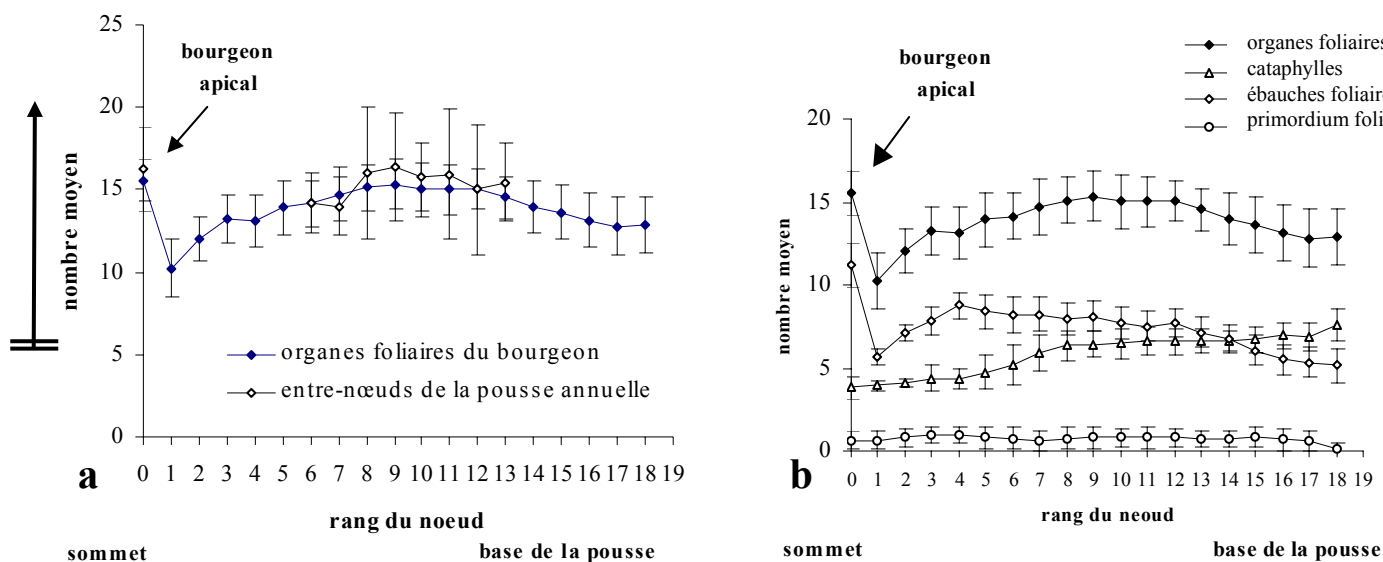 25
20
15
10
5
0
nombre moyen
bourgeon
apical
organes foliaires du bourgeon
entre-nœuds de la pousse annuelle
0 1 2 3 4 5 6 7 8 9 10 11 12 13 14 15 16 17 18 19
a
rang du noeud
sommet
base de la pousse
organes foliaires
cataphylles
ébauches foliaire
primordium foli
bourgeon
apical
20
15
10
5
0
nombre moyen
0 1 2 3 4 5 6 7 8 9 10 11 12 13 14 15 16 17 18 19
b
rang du neoud
sommet
base de la pousse